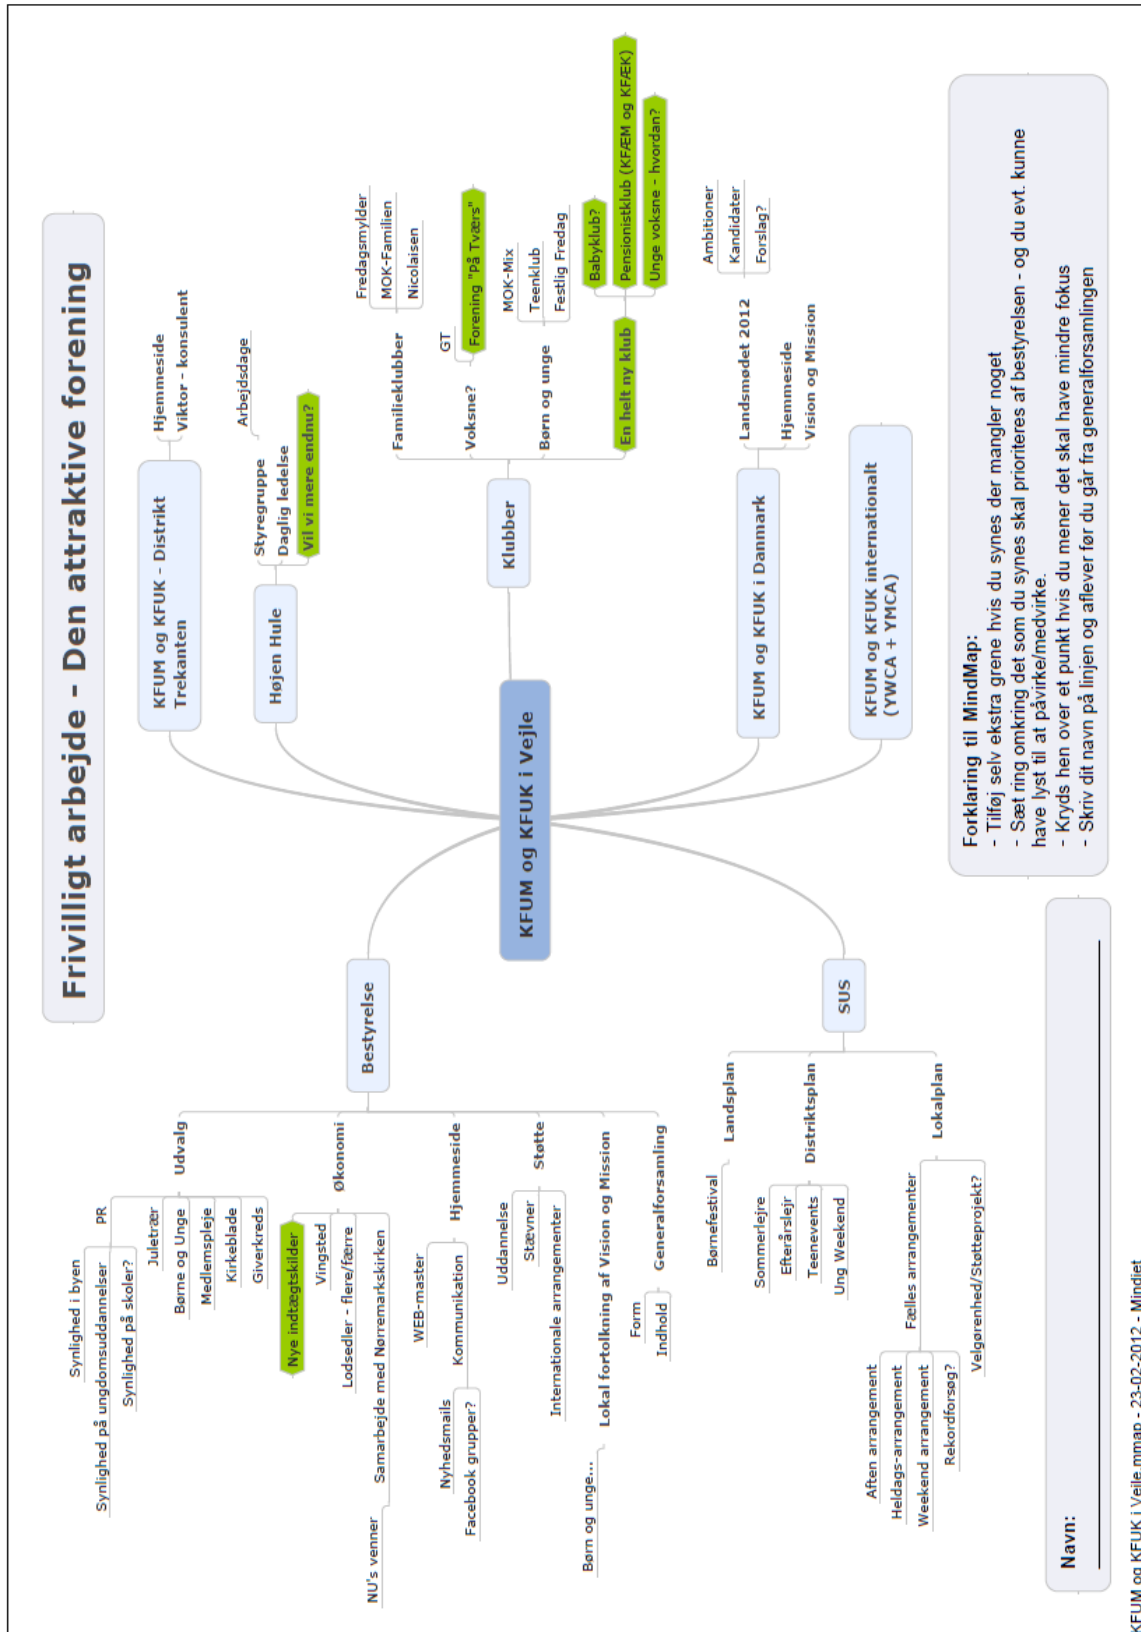 Frivilligt arbejde - Den attraktive forening
KFUM og KFUK i Vejle
Bestyrelse
Udvalg
PR
Synlighed i byen
Synlighed på ungdomsuddannelser
Synlighed på skoler?
Juletræer
Børne og Unge
Medlemspleje
Kirkeblade
Giverkreds
Økonomi
Nye indtægtskilder
Vingsted
Lodsedler - flere/færre
Samarbejde med Nørremarkskirken
NU's venner
Hjemmeside
WEB-master
Kommunikation
Nyhedsmails
Facebook grupper?
Støtte
Uddannelse
Stævner
Internationale arrangementer
Lokal fortolkning af Vision og Mission
Børn og unge...
Generalforsamling
Form
Indhold
SUS
Landsplan
Børnefestival
Distriktsplan
Sommerlejre
Efterårslejr
Teenevents
Ung Weekend
Lokalplan
Fælles arrangementer
Aften arrangement
Heldags-arrangement
Weekend arrangement
Rekordforsøg?
Velgørenhed/Støtteprojekt?
KFUM og KFUK - Distrikt
Trekanten
Hjemmeside
Viktor - konsulent
Højen Hule
Styregruppe
Arbejdsdage
Daglig ledelse
Vil vi mere endnu?
Klubber
Familieklubber
Fredagsmylder
MOK-Familien
Nicolaisen
Voksne?
GT
Forening "På Tværs"
Børn og unge
MOK-Mix
Teenklub
Festlig Fredag
En helt ny klub
Babyklub?
Pensionistklub (KFÆM og KFÆK)
Unge voksne - hvordan?
KFUM og KFUK i Danmark
Landsmødet 2012
Ambitioner
Kandidater
Forslag?
Hjemmeside
Vision og Mission
KFUM og KFUK internationalt
(YWCA + YMCA)
Navn:
Forklaring til MindMap:
- Tilføj selv ekstra grene hvis du synes der mangler noget
- Sæt ring omkring det som du synes skal prioriteres af bestyrelsen - og du evt. kunne
have lyst til at påvirke/medvirke.
- Kryds hen over et punkt hvis du mener det skal have mindre fokus
- Skriv dit navn på linjen og aflever før du går fra generalforsamlingen
KFUM og KFUK i Vejle.mmap - 23-02-2012 - Mindjet